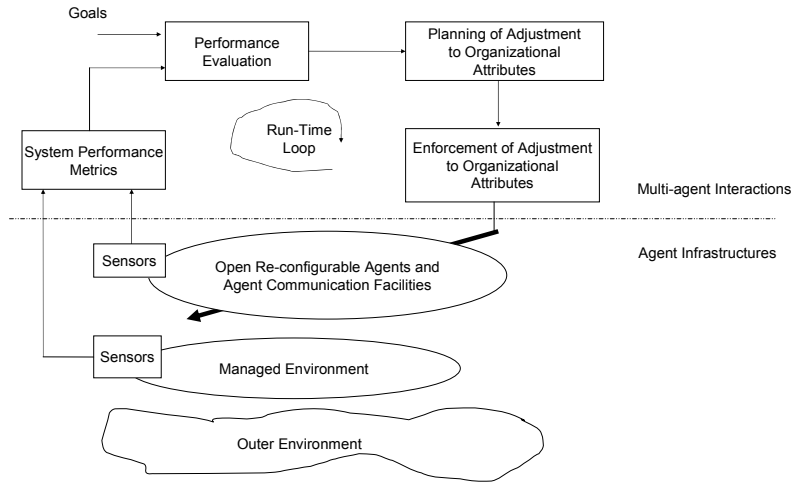 Goals
Performance
Evaluation
Planning of Adjustment
to Organizational
Attributes
Run-Time
Loop
System Performance
Metrics
Enforcement of Adjustment
to Organizational
Attributes
Multi-agent Interactions
Agent Infrastructures
Sensors
Open Re-configurable Agents and
Agent Communication Facilities
Sensors
Managed Environment
Outer Environment